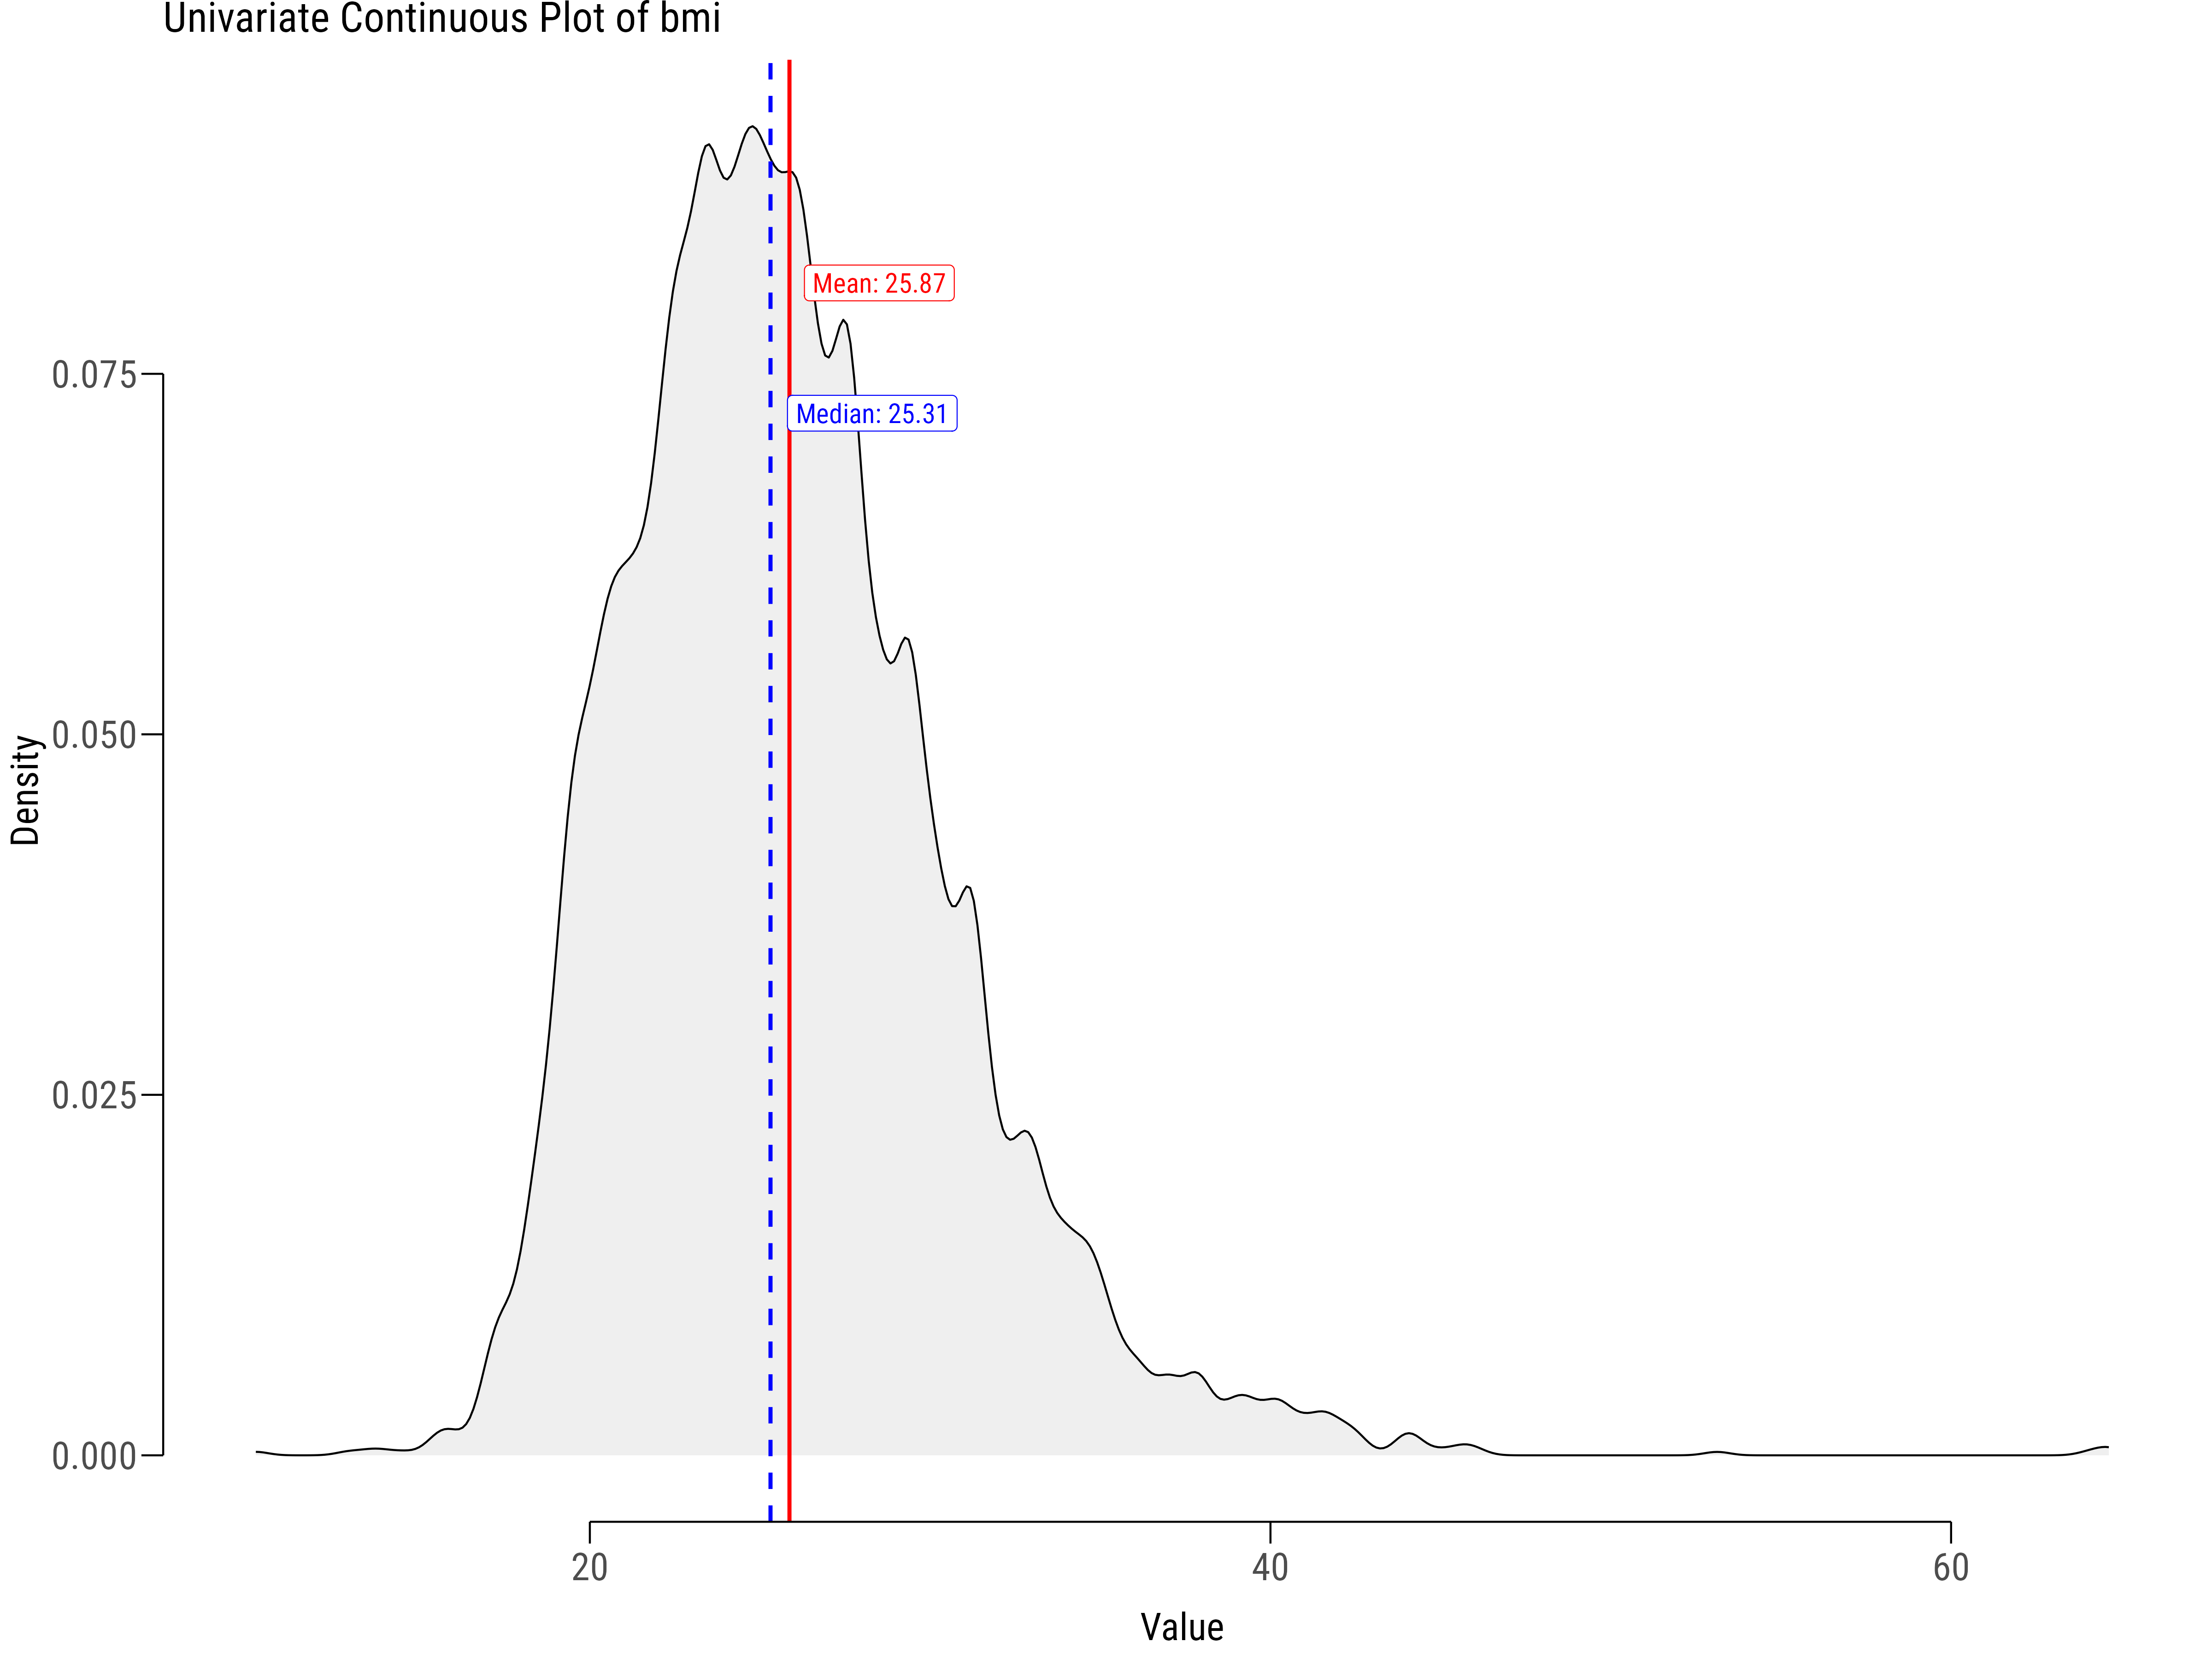 Univariate Continuous Plot of bmi
Mean: 25.87
Median: 25.31
0.075
0.050
0.025
0.000
Density
20
40
60
Value